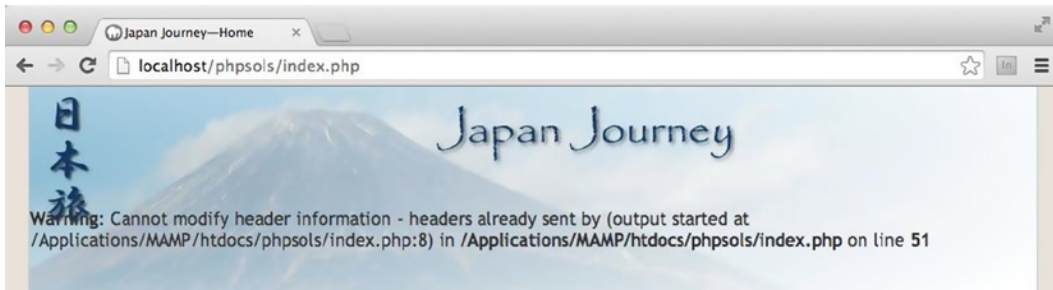 Japan Journey—Home
localhost/phpsols/index.php
日本旅
Japan Journey
Warning: Cannot modify header information - headers already sent by (output started at
/Applications/MAMP/htdocs/phpsols/index.php:8) in /Applications/MAMP/htdocs/phpsols/index.php on line 51